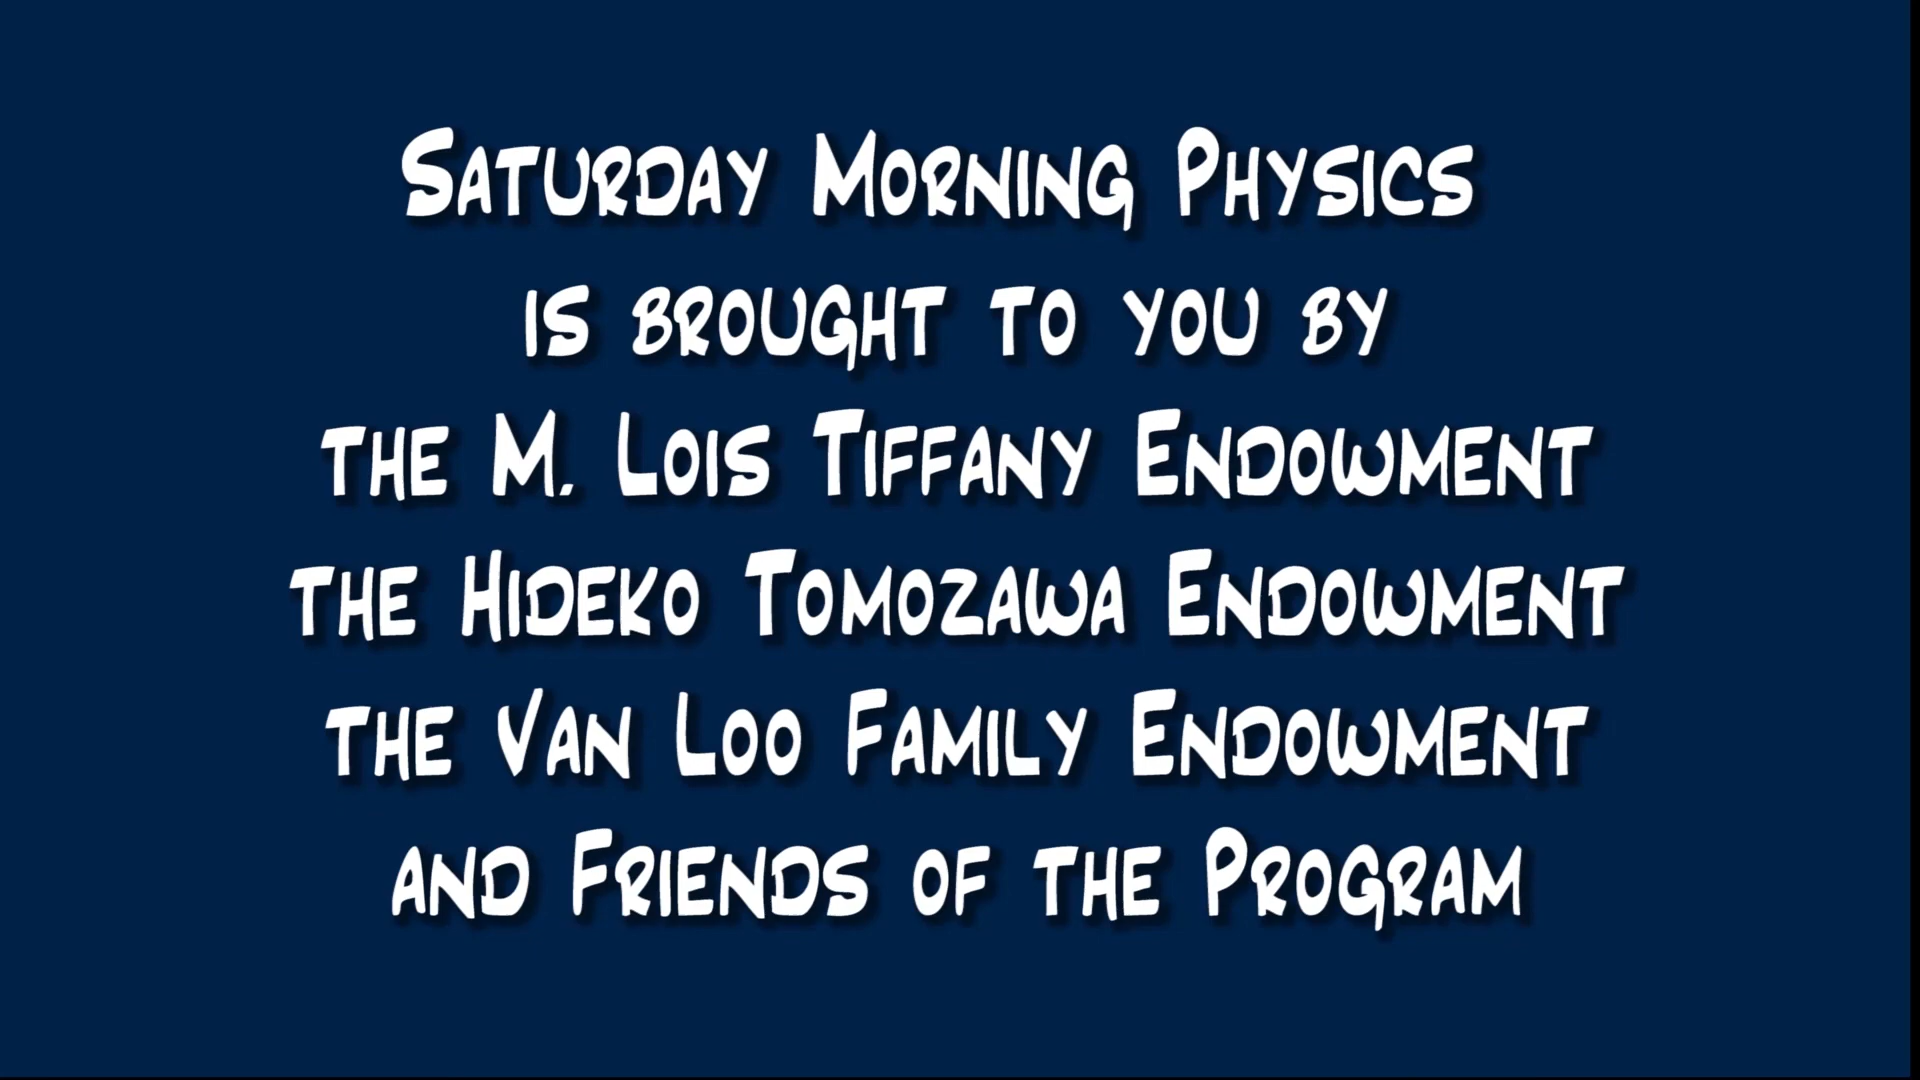 Saturday Morning Physics
is brought to you by
the M. Lois Tiffany Endowment
the Hideko Tomozawa Endowment
the Van Loo Family Endowment
and Friends of the Program